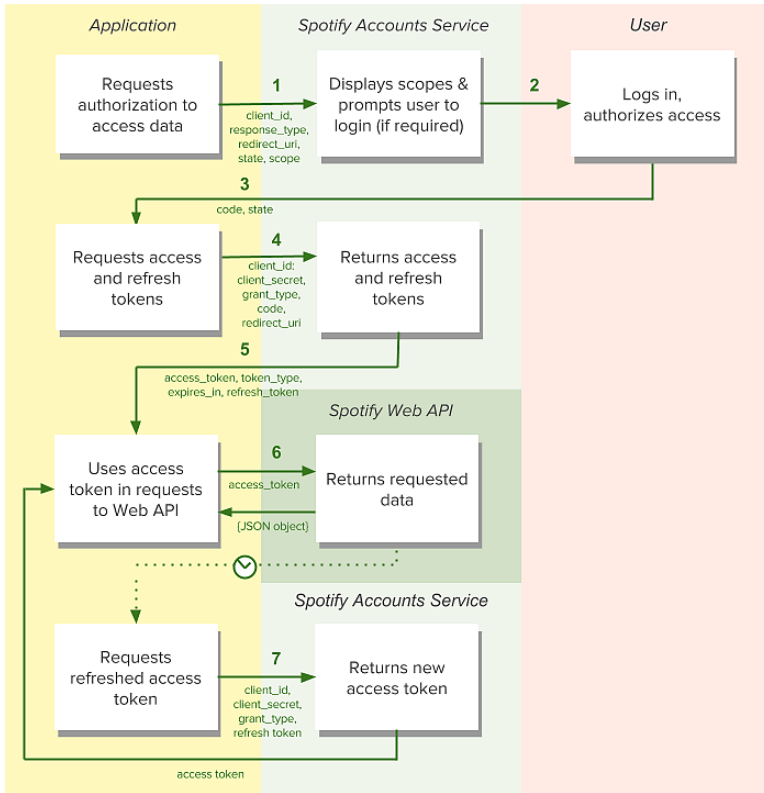 Application
Spotify Accounts Service
User
Requests
authorization to
access data
1
client_id,
response_type,
redirect_uri,
state, scope
Displays scopes &
prompts user to
login (if required)
2
Logs in,
authorizes access
3
code, state
Requests access
and refresh
tokens
4
client_id:
client_secret,
grant_type,
code,
redirect_uri
Returns access
and refresh
tokens
5
access_token, token_type,
expires_in, refresh_token
Spotify Web API
Uses access
token in requests
to Web API
6
access_token
{JSON object}
Returns requested
data
Spotify Accounts Service
Requests
refreshed access
token
7
client_id,
client_secret,
grant_type,
refresh token
Returns new
access token
access token